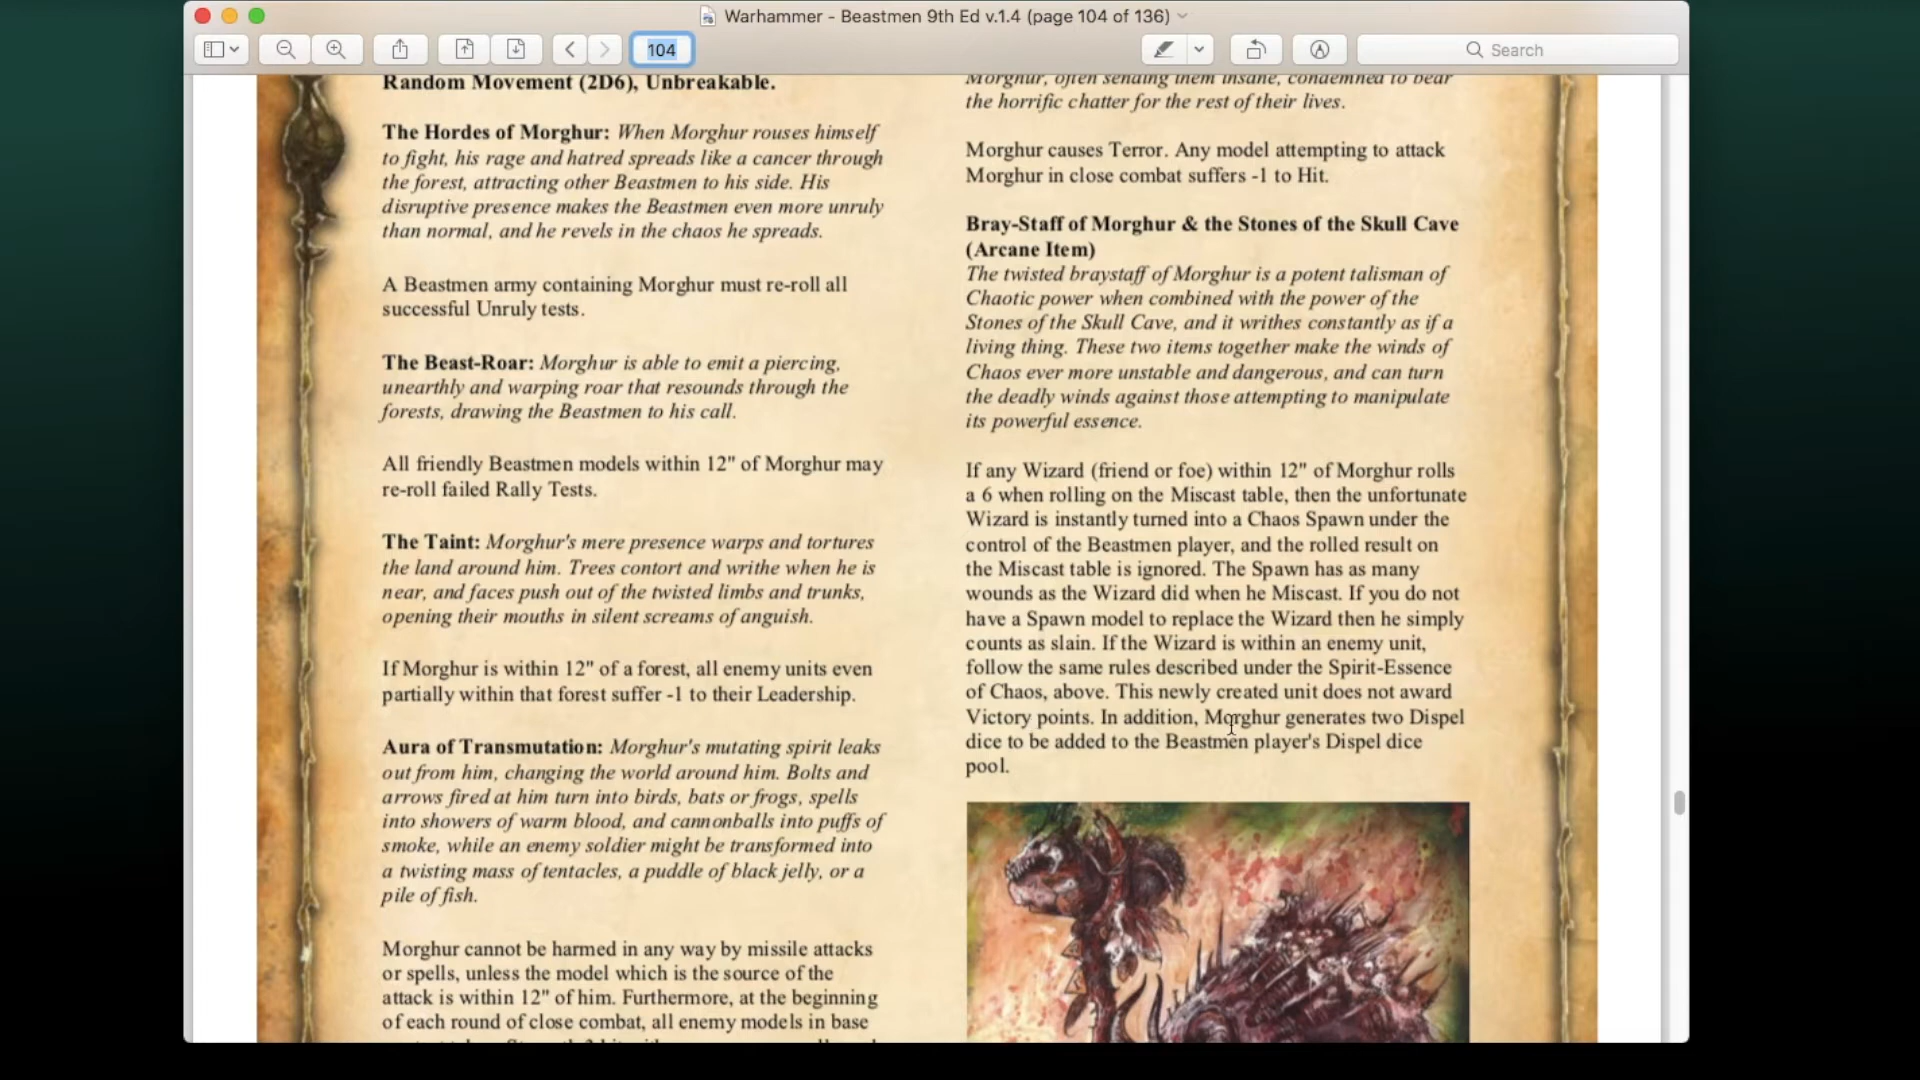 Warhammer - Beastmen 9th Ed v.1.4 (page 104 of 136)
104
Search
Random Movement (2D6), Unbreakable.
The Hordes of Morghur: When Morghur rouses himself
to fight, his rage and hatred spreads like a cancer through
the forest, attracting other Beastmen to his side. His
disruptive presence makes the Beastmen even more unruly
than normal, and he revels in the chaos he spreads.
A Beastmen army containing Morghur must re-roll all
successful Unruly tests.
The Beast-Roar: Morghur is able to emit a piercing,
unearthly and warping roar that resounds through the
forests, drawing the Beastmen to his call.
All friendly Beastmen models within 12" of Morghur may
re-roll failed Rally Tests.
The Taint: Morghur's mere presence warps and tortures
the land around him. Trees contort and writhe when he is
near, and faces push out of the twisted limbs and trunks,
opening their mouths in silent screams of anguish.
If Morghur is within 12" of a forest, all enemy units even
partially within that forest suffer -1 to their Leadership.
Aura of Transmutation: Morghur's mutating spirit leaks
out from him, changing the world around him. Bolts and
arrows fired at him turn into birds, bats or frogs, spells
into showers of warm blood, and cannonballs into puffs of
smoke, while an enemy soldier might be transformed into
a twisting mass of tentacles, a puddle of black jelly, or a
pile of fish.
Morghur cannot be harmed in any way by missile attacks
or spells, unless the model which is the source of the
attack is within 12" of him. Furthermore, at the beginning
of each round of close combat, all enemy models in base
Morghur, often sending them insane, condemned to bear
the horrific chatter for the rest of their lives.
Morghur causes Terror. Any model attempting to attack
Morghur in close combat suffers -1 to Hit.
Bray-Staff of Morghur & the Stones of the Skull Cave
(Arcane Item)
The twisted braystaff of Morghur is a potent talisman of
Chaotic power when combined with the power of the
Stones of the Skull Cave, and it writhes constantly as if a
living thing. These two items together make the winds of
Chaos ever more unstable and dangerous, and can turn
the deadly winds against those attempting to manipulate
its powerful essence.
If any Wizard (friend or foe) within 12" of Morghur rolls
a 6 when rolling on the Miscast table, then the unfortunate
Wizard is instantly turned into a Chaos Spawn under the
control of the Beastmen player, and the rolled result on
the Miscast table is ignored. The Spawn has as many
wounds as the Wizard did when he Miscast. If you do not
have a Spawn model to replace the Wizard then he simply
counts as slain. If the Wizard is within an enemy unit,
follow the same rules described under the Spirit-Essence
of Chaos, above. This newly created unit does not award
Victory points. In addition, Morghur generates two Dispel
dice to be added to the Beastmen player's Dispel dice
pool.